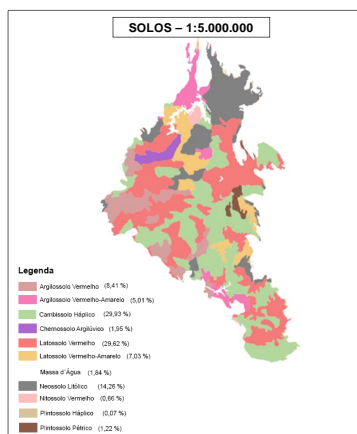 SOLOS – 1:5.000.000
Legenda
Argilossolo Vermelho (8,41 %)
Argilossolo Vermelho-Amarelo (5,01 %)
Cambissolo Háplico (29,93 %)
Chernossolo Argilúvico (1,95 %)
Latossolo Vermelho (29,62 %)
Latossolo Vermelho-Amarelo (7,03 %)
Massa d'Água (1,84 %)
Neossolo Litólico (14,26 %)
Nitossolo Vermelho (0,66 %)
Plintossolo Háplico (0,07 %)
Plintossolo Pétrico (1,22 %)